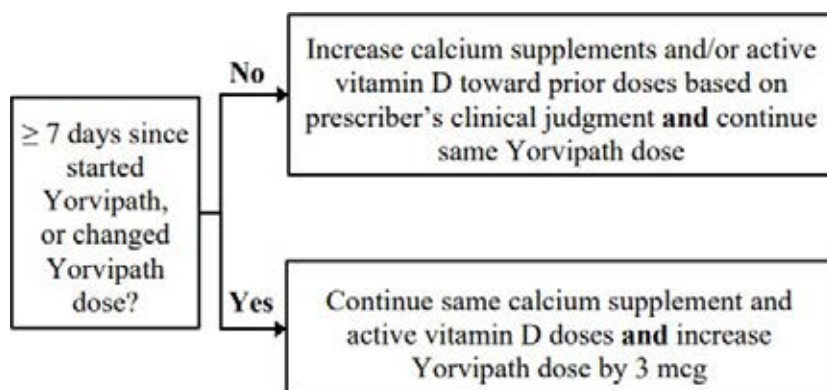 ≥ 7 days since
started
Yorvipath,
or changed
Yorvipath
dose?
No
Increase calcium supplements and/or active
vitamin D toward prior doses based on
prescriber's clinical judgment and continue
same Yorvipath dose
Yes
Continue same calcium supplement and
active vitamin D doses and increase
Yorvipath dose by 3 mcg